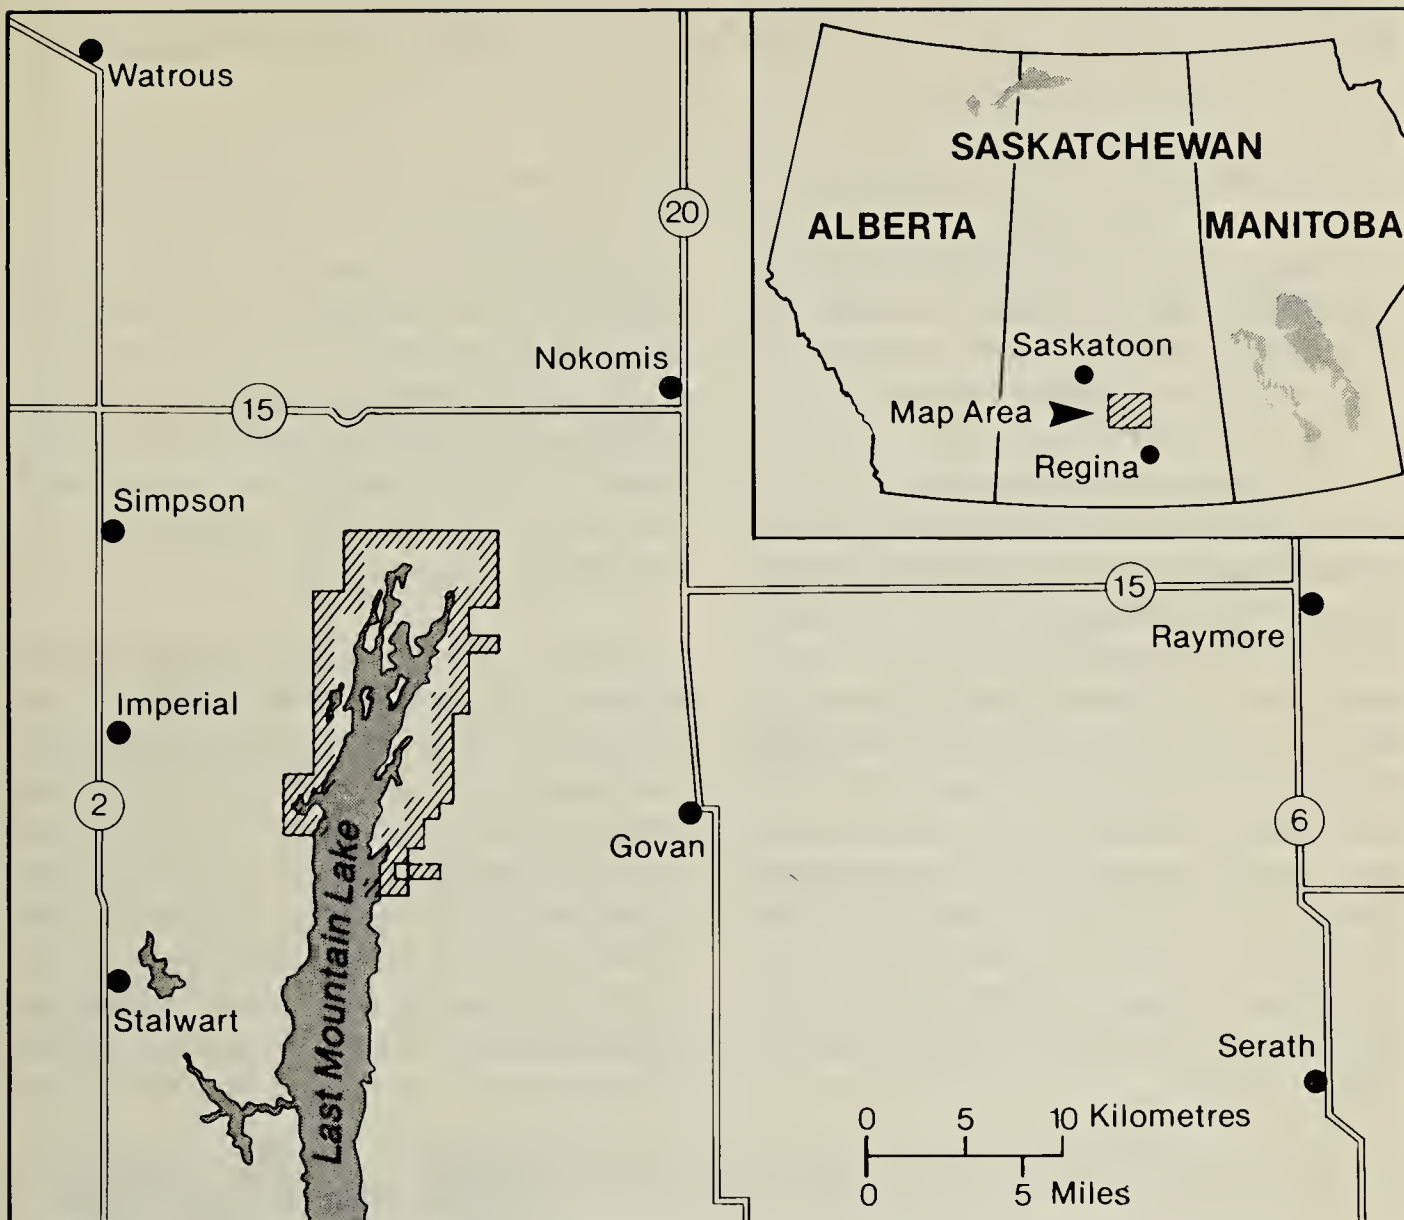 Watrous
20
SASKATCHEWAN
ALBERTA
MANITOBA
Saskatoon
Map Area
Regina
Nokomis
15
Simpson
15
Raymore
Imperial
2
Govan
6
Last Mountain Lake
Stalwart
Serath
0 5 10 Kilometres
0 5 Miles